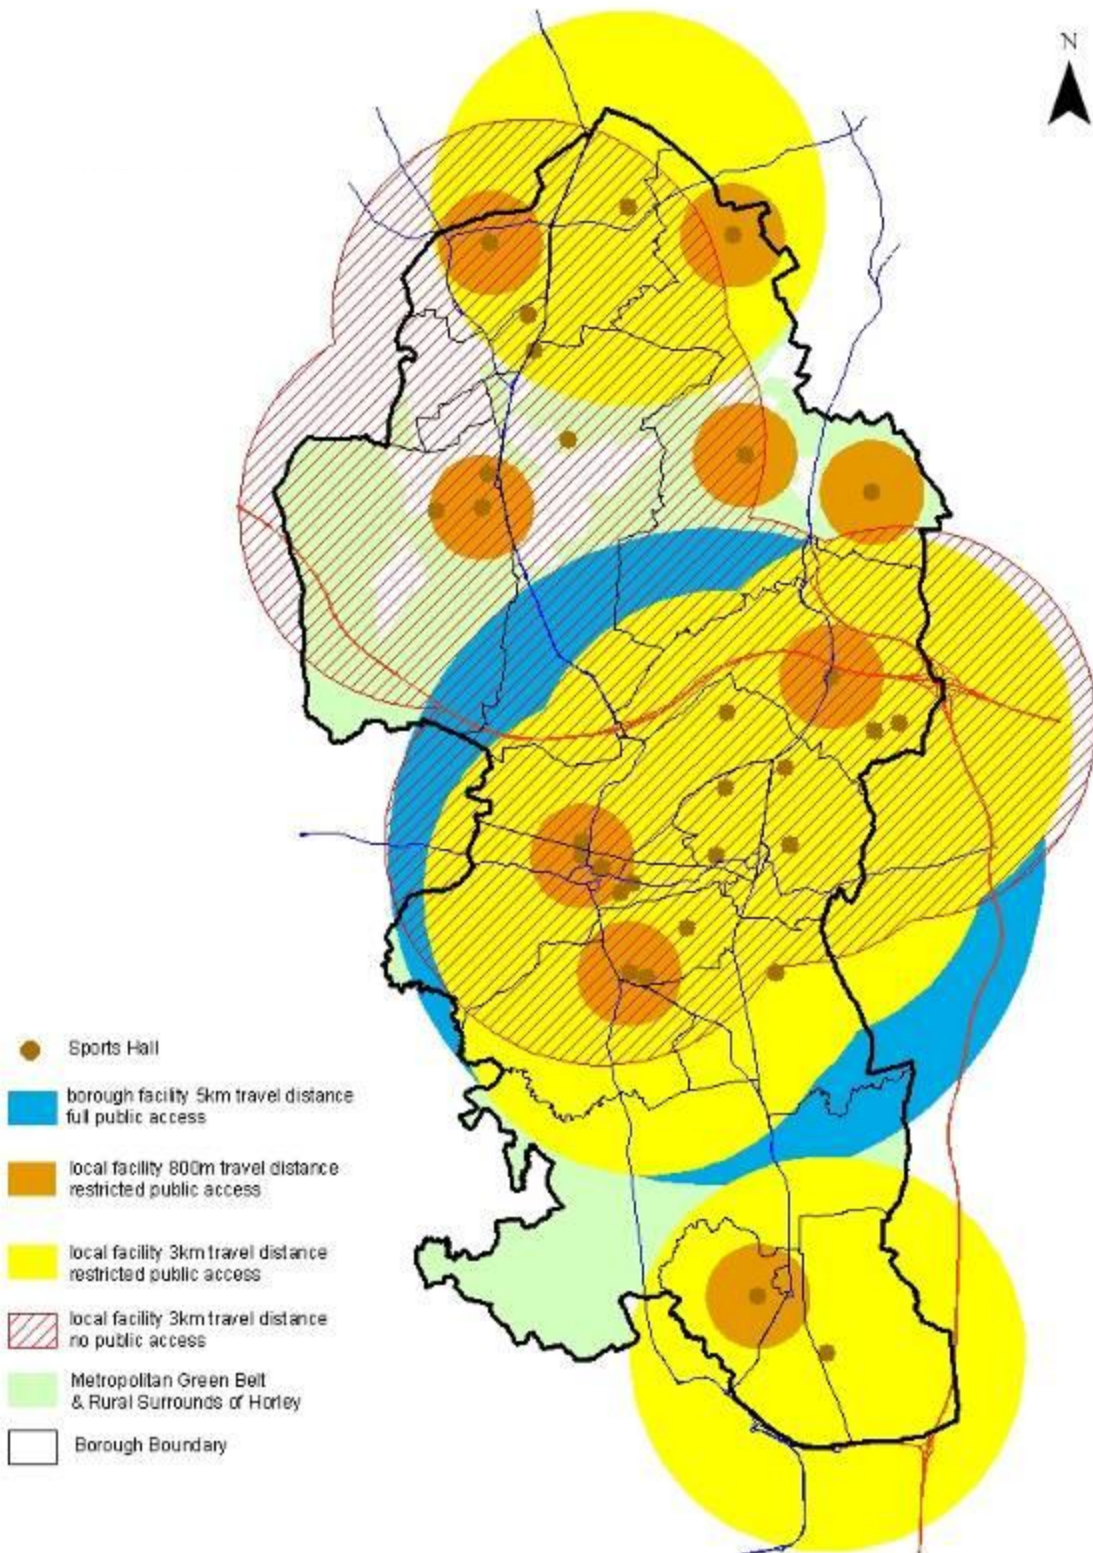 N
Sports Hall
borough facility 5km travel distance
full public access
local facility 800m travel distance
restricted public access
local facility 3km travel distance
restricted public access
local facility 3km travel distance
no public access
Metropolitan Green Belt
& Rural Surrounds of Horley
Borough Boundary